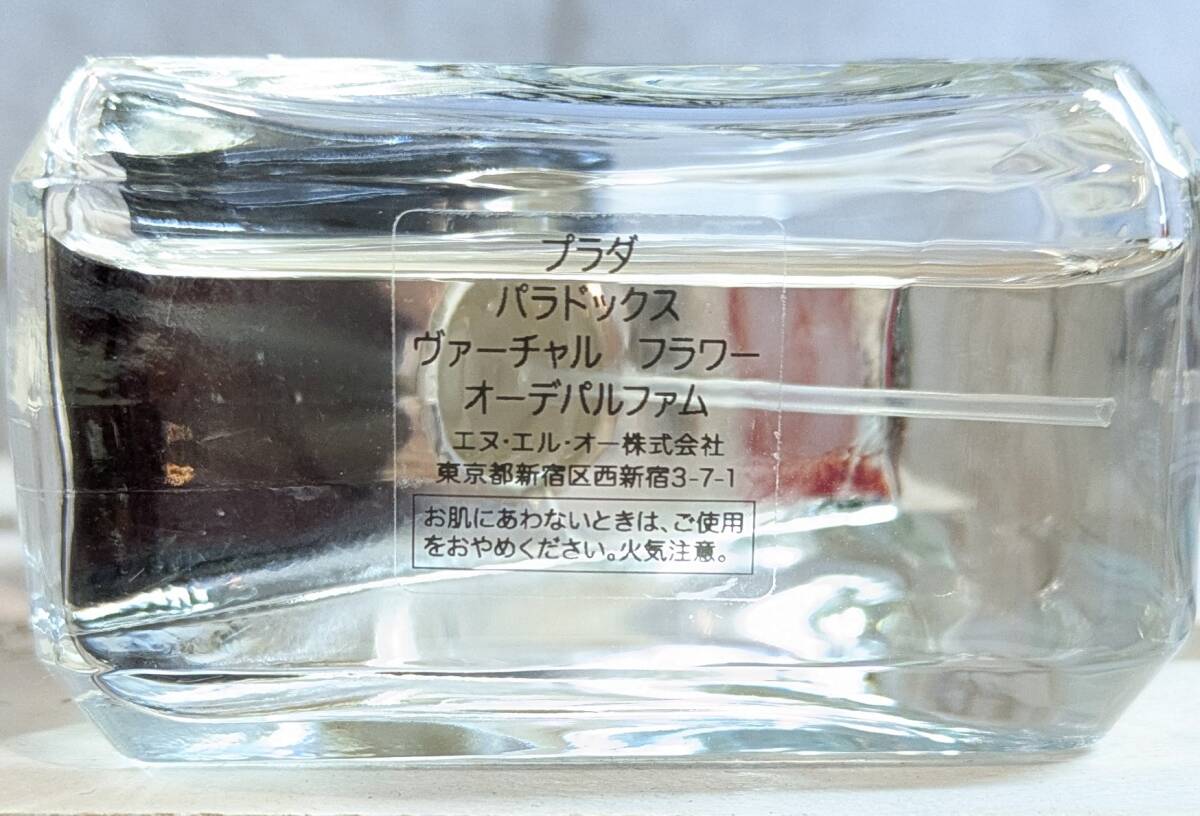 プラダ
パラドックス
ヴァーチャル　フラワー
オーデパルファム
エヌ・エル・オー株式会社
東京都新宿区西新宿3-7-1
お肌にあわないときは、ご使用
をおやめください。火気注意。